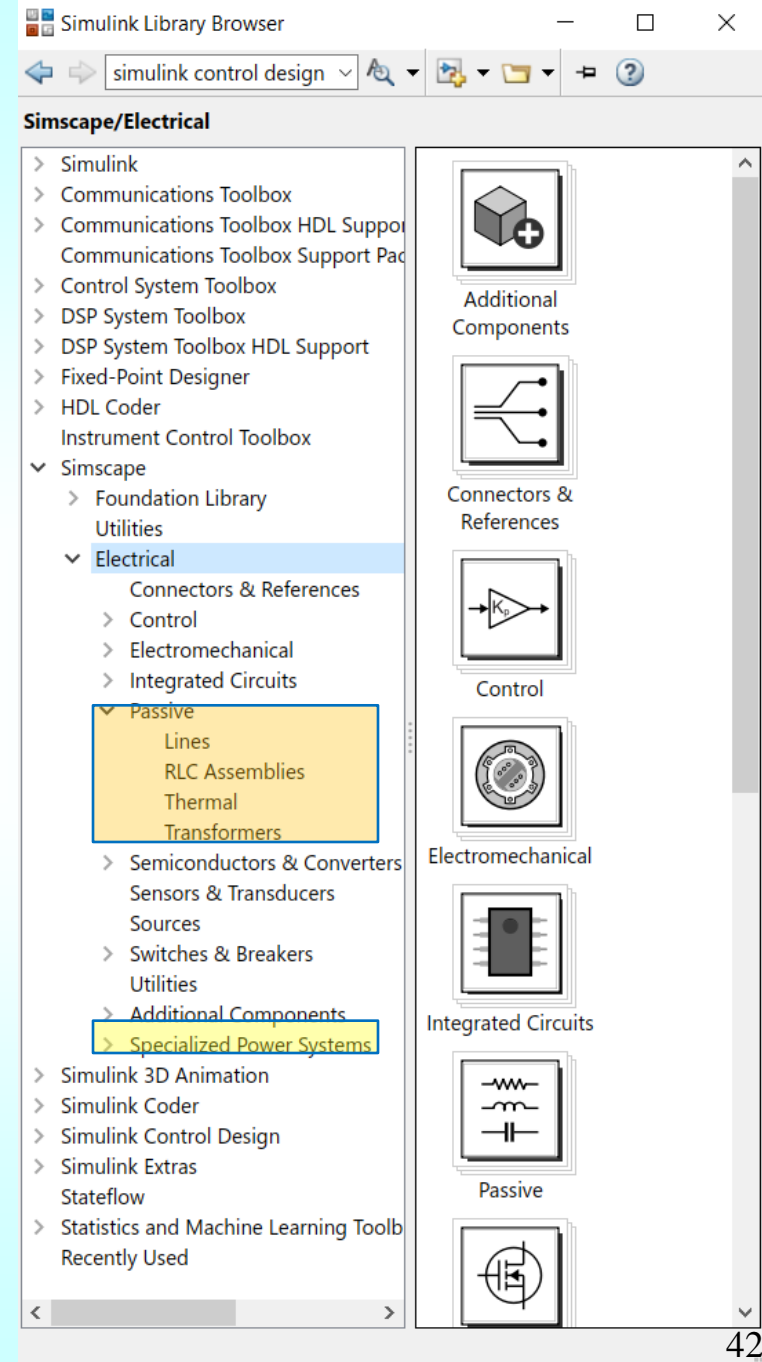 Simulink Library Browser
simulink control design
Simscape/Electrical
Simulink
Communications Toolbox
Communications Toolbox HDL Suppor
Communications Toolbox Support Pac
Control System Toolbox
DSP System Toolbox
DSP System Toolbox HDL Support
Fixed-Point Designer
HDL Coder
Instrument Control Toolbox
Simscape
Foundation Library
Utilities
Electrical
Connectors & References
Control
Electromechanical
Integrated Circuits
Passive
Lines
RLC Assemblies
Thermal
Transformers
Semiconductors & Converters
Sensors & Transducers
Sources
Switches & Breakers
Utilities
Additional Components
Specialized Power Systems
Simulink 3D Animation
Simulink Coder
Simulink Control Design
Simulink Extras
Stateflow
Statistics and Machine Learning Toolb
Recently Used
Additional
Components
Connectors &
References
Kp
Control
Electromechanical
Integrated Circuits
Passive
42